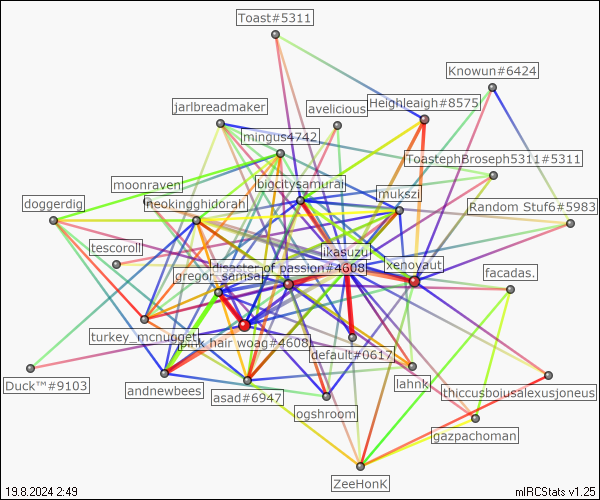 Toast#5311
Knowun#6424
jarlbreadmaker
avelicious
Heighleigh#8575
mingus4742
ToastephBroseph5311#5311
moonraven
bigcitysamurai
mukszi
doggerdig
neokingghidorah
Random Stuf6#5983
tescoroll
ikasuzu
xenoyaut
disaster of passion#4608
gregor_samsa
facadas.
turkey_mcnugget
pink hair woag#4608
default#0617
Duck™#9103
andnewbees
asad#6947
lahnk
thiccusboiusalexusjoneus
ogshroom
gazpachoman
ZeeHonK
19.8.2024 2:49
mIRCStats v1.25